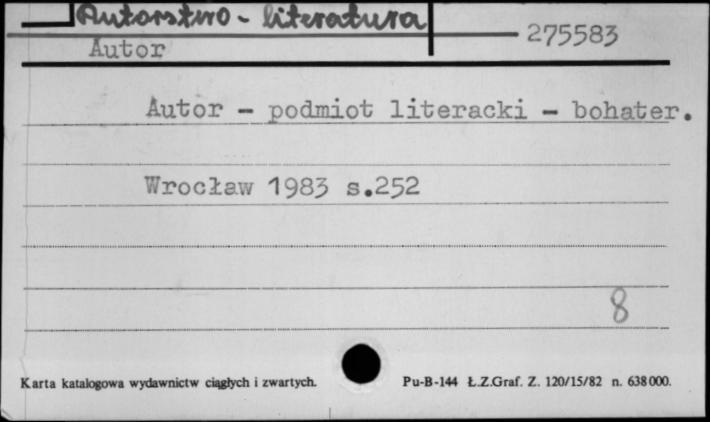 Autorstwo - literatura
275583
Autor
Autor - podmiot literacki - bohater.
Wrocław 1983 s.252
8
Karta katalogowa wydawnictw ciągłych i zwartych.
Pu-B-144 Ł.Z.Graf. Z. 120/15/82 n. 638000.